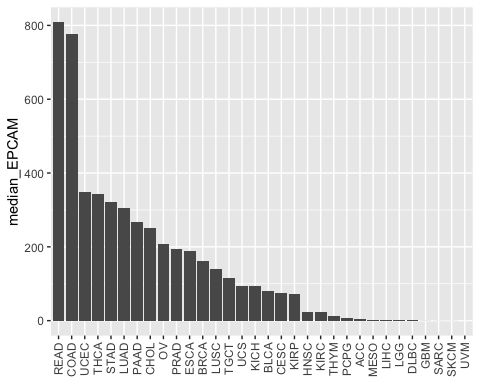 median_EPCAM
800
600
400
200
0
READ
COAD
UCEC
THCA
STAD
LUAD
PAAD
CHOL
OV
PRAD
ESCA
BRCA
LUSC
TGCT
UCS
KICH
BLCA
CESC
KIRP
HNSC
KIRC
THYM
PCPG
ACC
MESO
LIHC
LGG
DLBC
GBM
SARC
SKCM
UVM